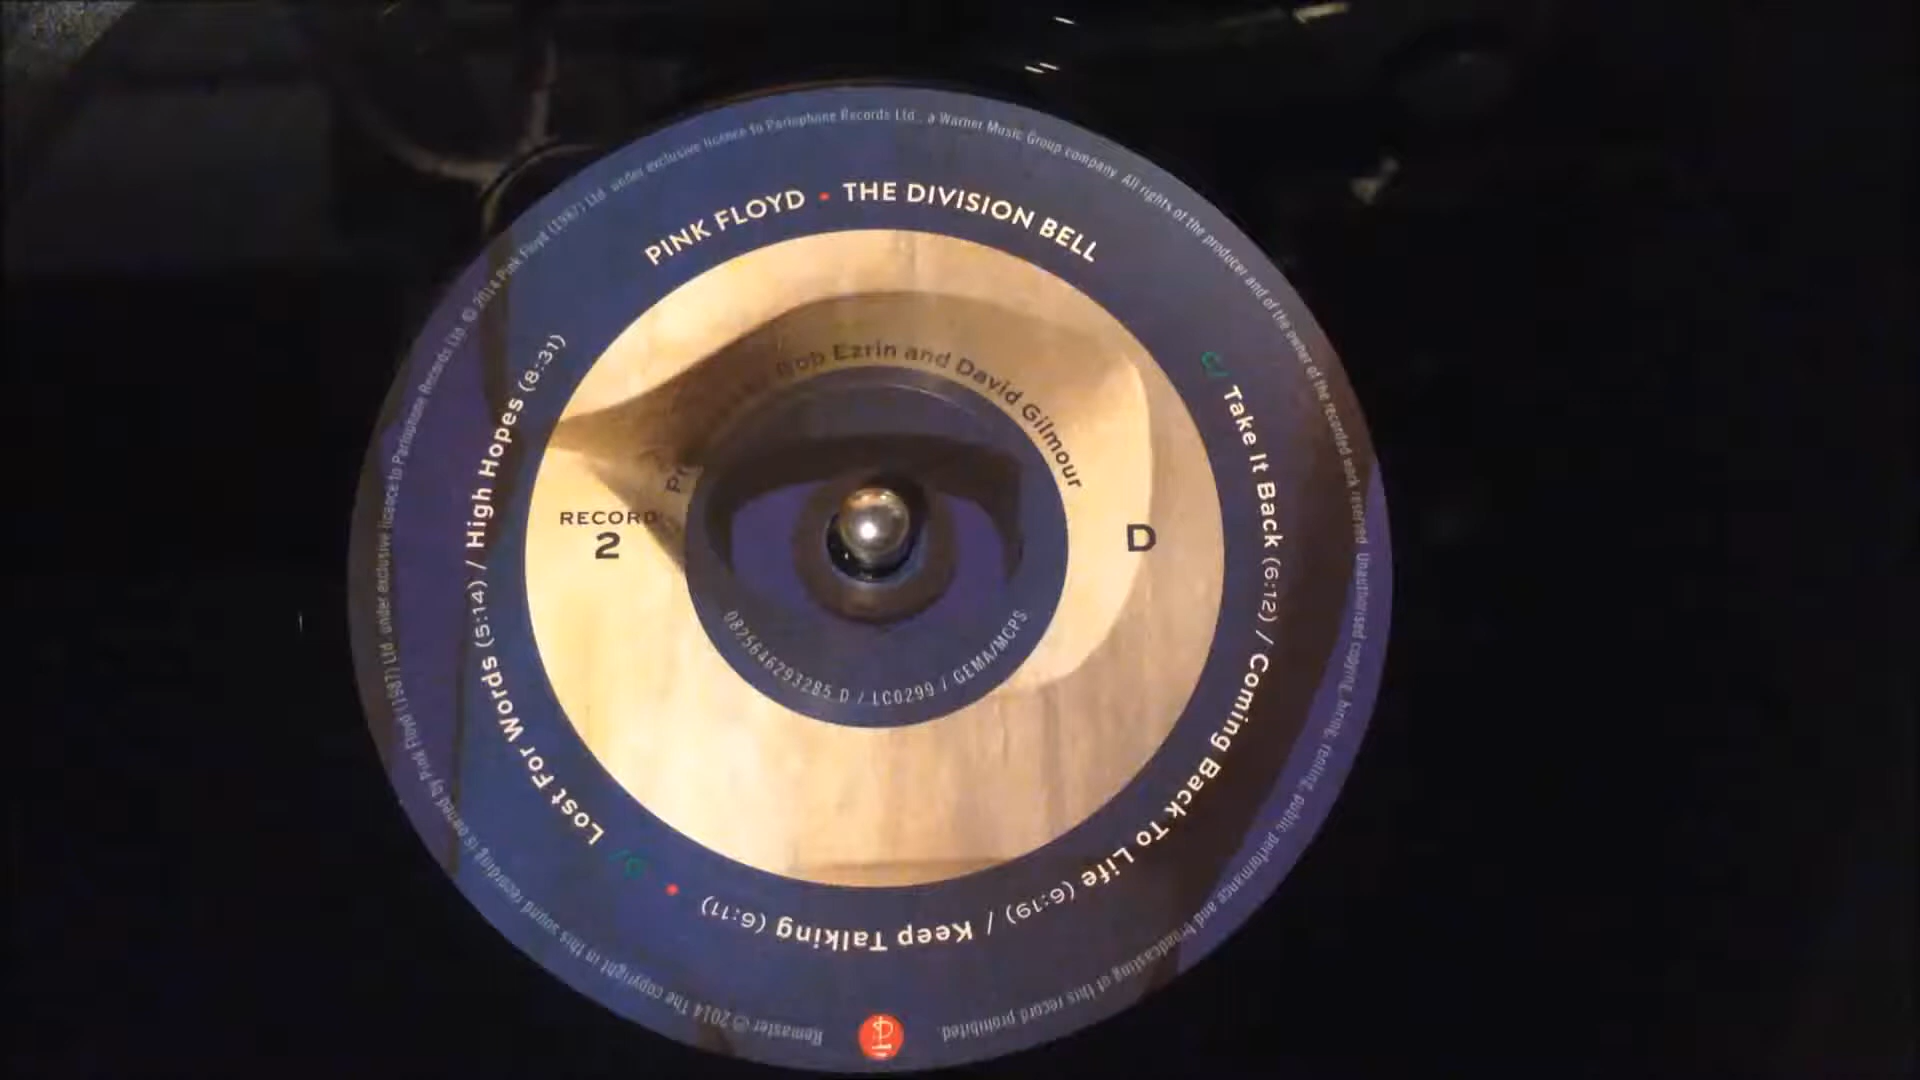 PINK FLOYD • THE DIVISION BELL
C/ Take It Back (6:12) / Coming Back To Life (6:19) / Keep Talking (6:11) • D/ Lost For Words (5:14) / High Hopes (8:31)
Bob Ezrin and David Gilmour
RECORD
2
D
0825646293285 D / LC0299 / GEMA/MCPS
Remaster ℗ 2014 The copyright in this sound recording is owned by Pink Floyd (1987) Ltd. under exclusive licence to Parlophone Records Ltd. © 2014 Pink Floyd (1987) Ltd. under exclusive licence to Parlophone Records Ltd., a Warner Music Group company. All rights of the producer and of the owner of the recorded work reserved. Unauthorised copying, hiring, renting, public performance and broadcasting of this record prohibited.